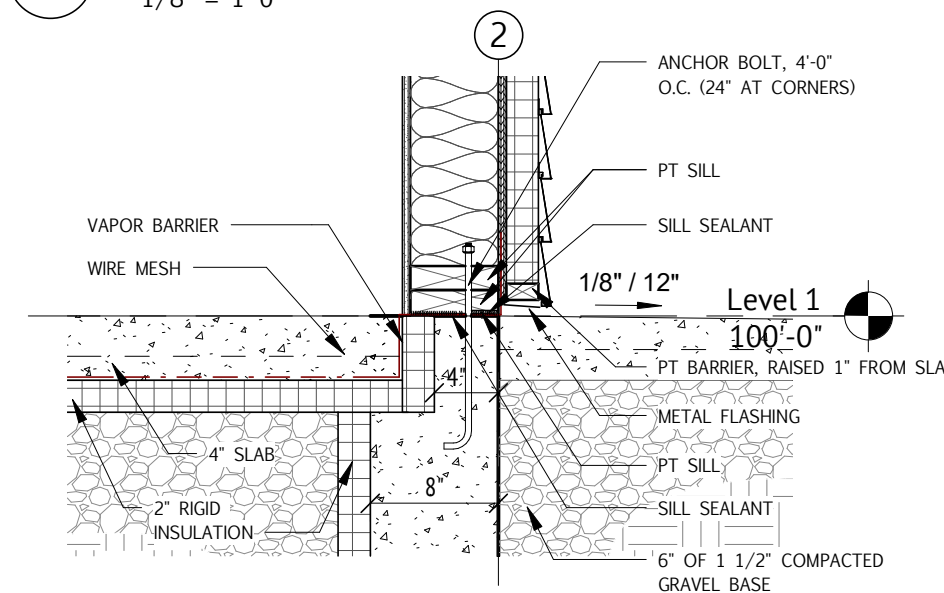 1/8" = 1'-0"
2
ANCHOR BOLT, 4'-0"
O.C. (24" AT CORNERS)
PT SILL
VAPOR BARRIER
SILL SEALANT
WIRE MESH
1/8" / 12"
Level 1
100'-0"
PT BARRIER, RAISED 1" FROM SLA
4"
METAL FLASHING
4" SLAB
PT SILL
8"
2" RIGID
INSULATION
SILL SEALANT
6" OF 1 1/2" COMPACTED
GRAVEL BASE